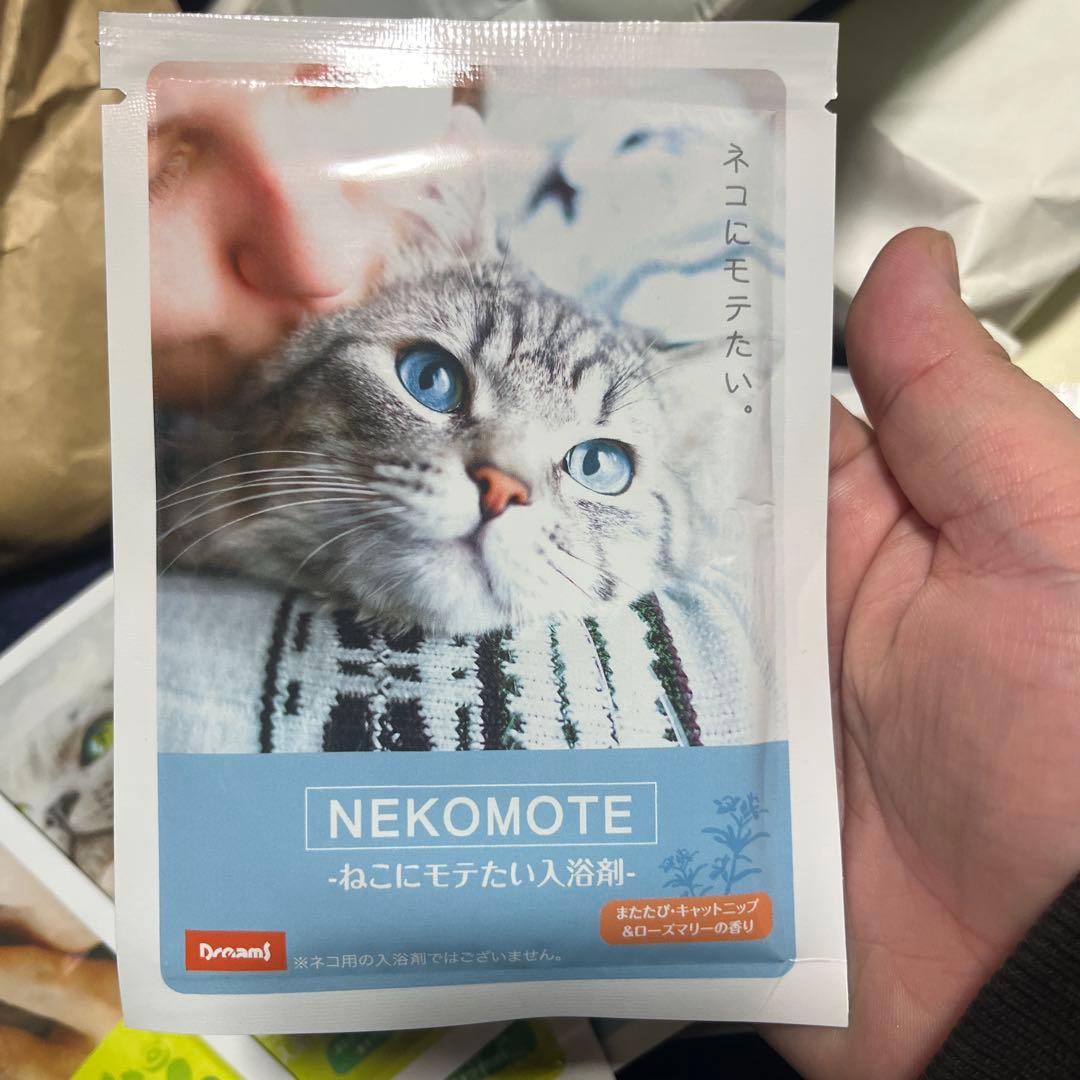 ネコにモテたい。
NEKOMOTE
-ねこにモテたい入浴剤-
またたび・キャットニップ
&ローズマリーの香り
Dreams
※ネコ用の入浴剤ではございません。